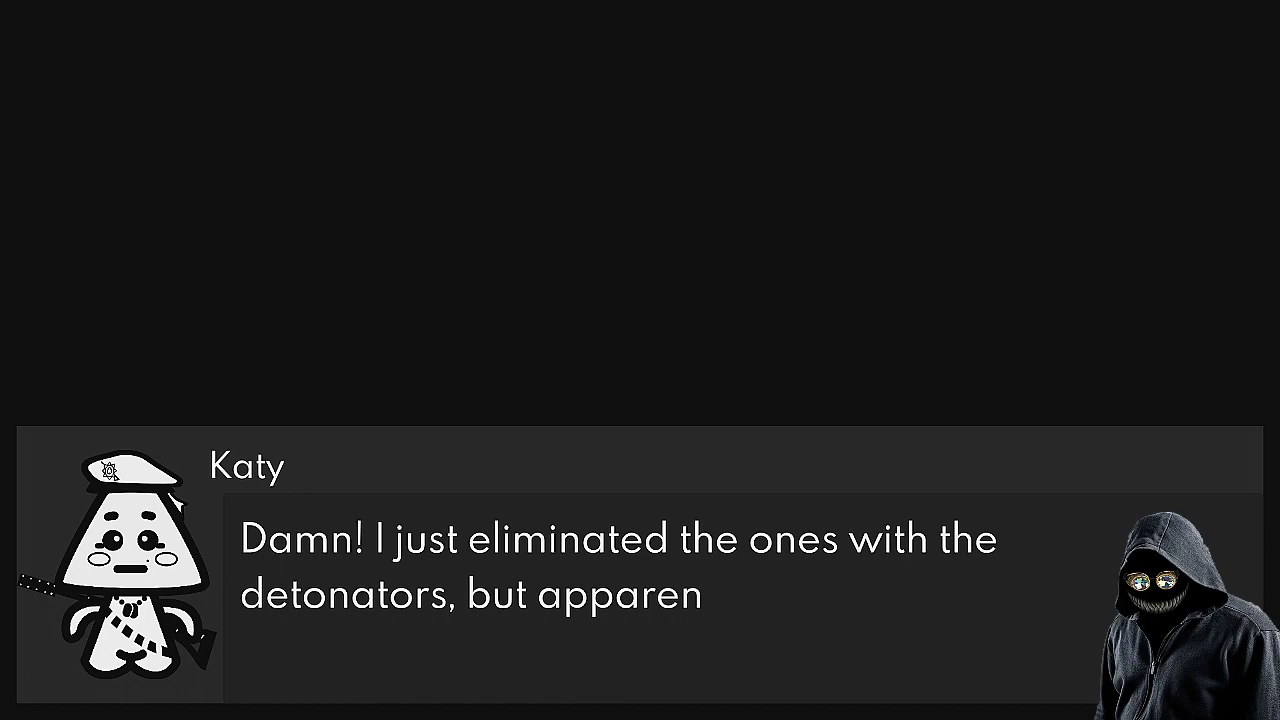 Katy
Damn! I just eliminated the ones with the
detonators, but apparen